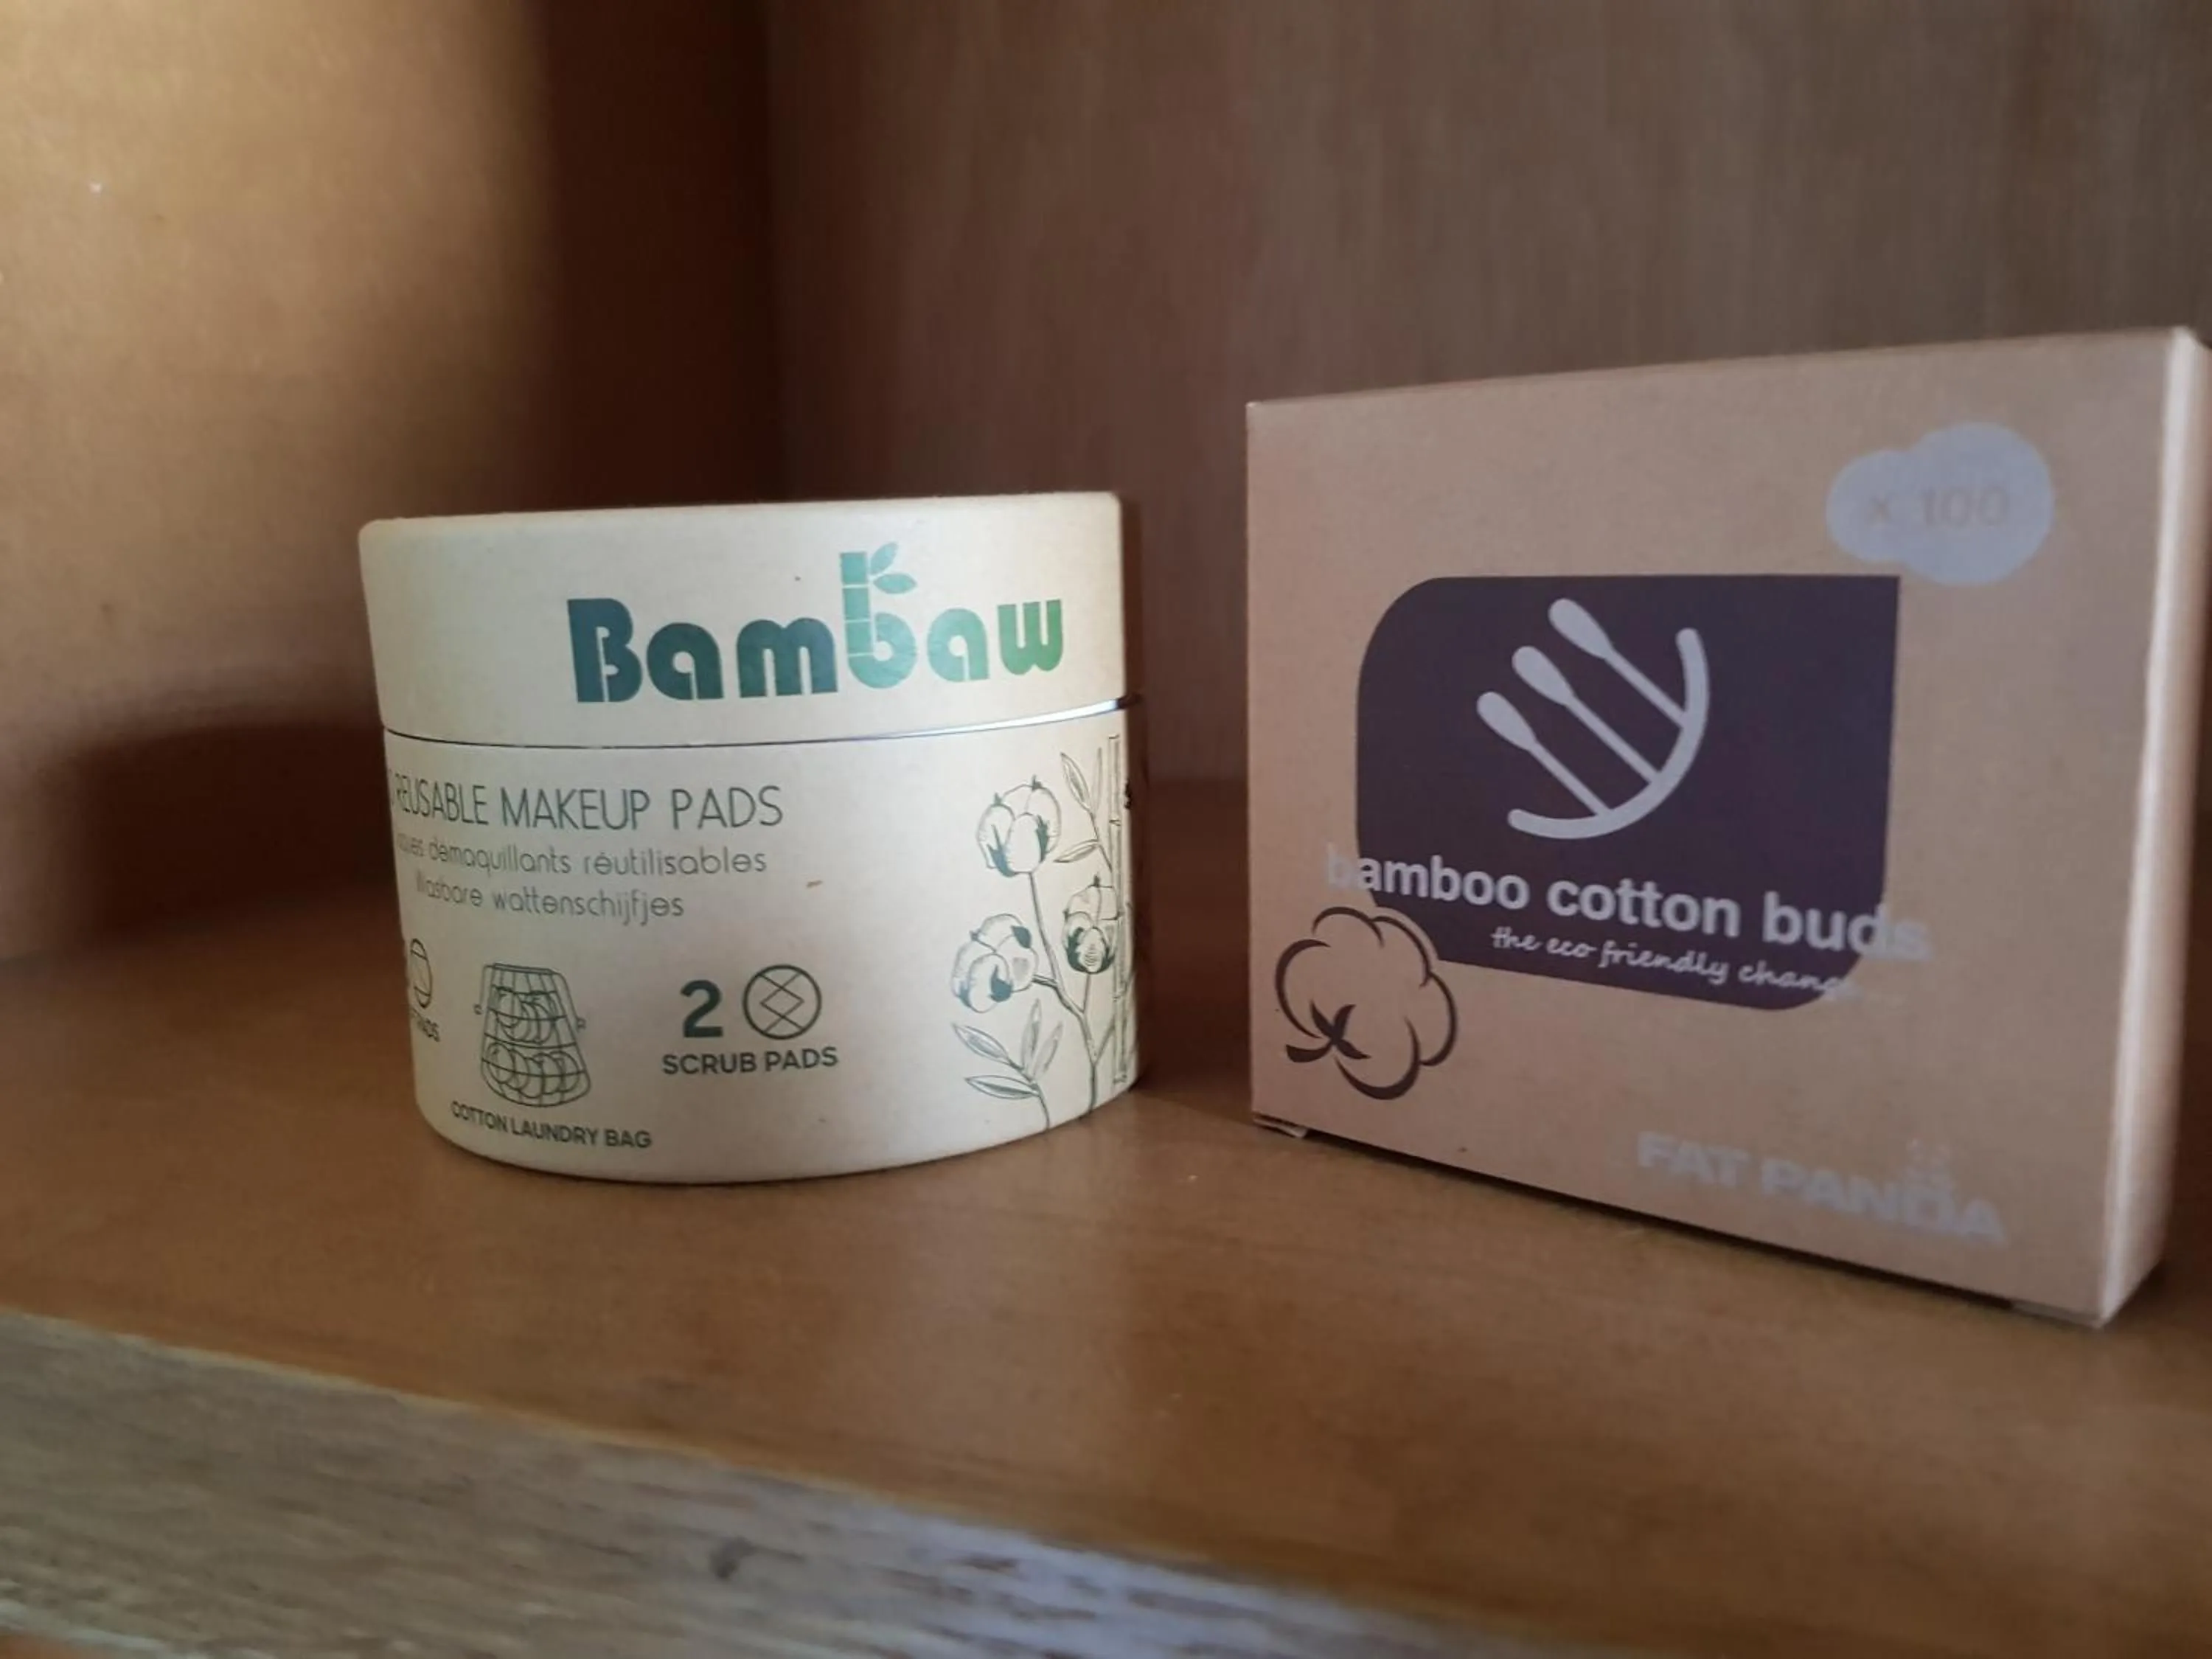 Bambaw
REUSABLE MAKEUP PADS
démaquillants réutilisables
Wasbare wattenschijfjes
2
SCRUB PADS
COTTON LAUNDRY BAG
x 100
bamboo cotton buds
the eco friendly change
FAT PANDA